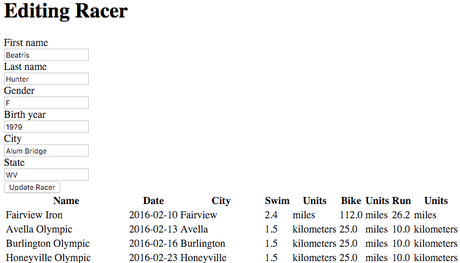 Editing Racer
First name
Beatris
Last name
Hunter
Gender
F
Birth year
1979
City
Alum Bridge
State
WV
Update Racer
Name Date City Swim Units Bike Units Run Units
Fairview Iron 2016-02-10 Fairview 2.4 miles 112.0 miles 26.2 miles
Avella Olympic 2016-02-13 Avella 1.5 kilometers 25.0 miles 10.0 kilometers
Burlington Olympic 2016-02-16 Burlington 1.5 kilometers 25.0 miles 10.0 kilometers
Honeyville Olympic 2016-02-23 Honeyville 1.5 kilometers 25.0 miles 10.0 kilometers